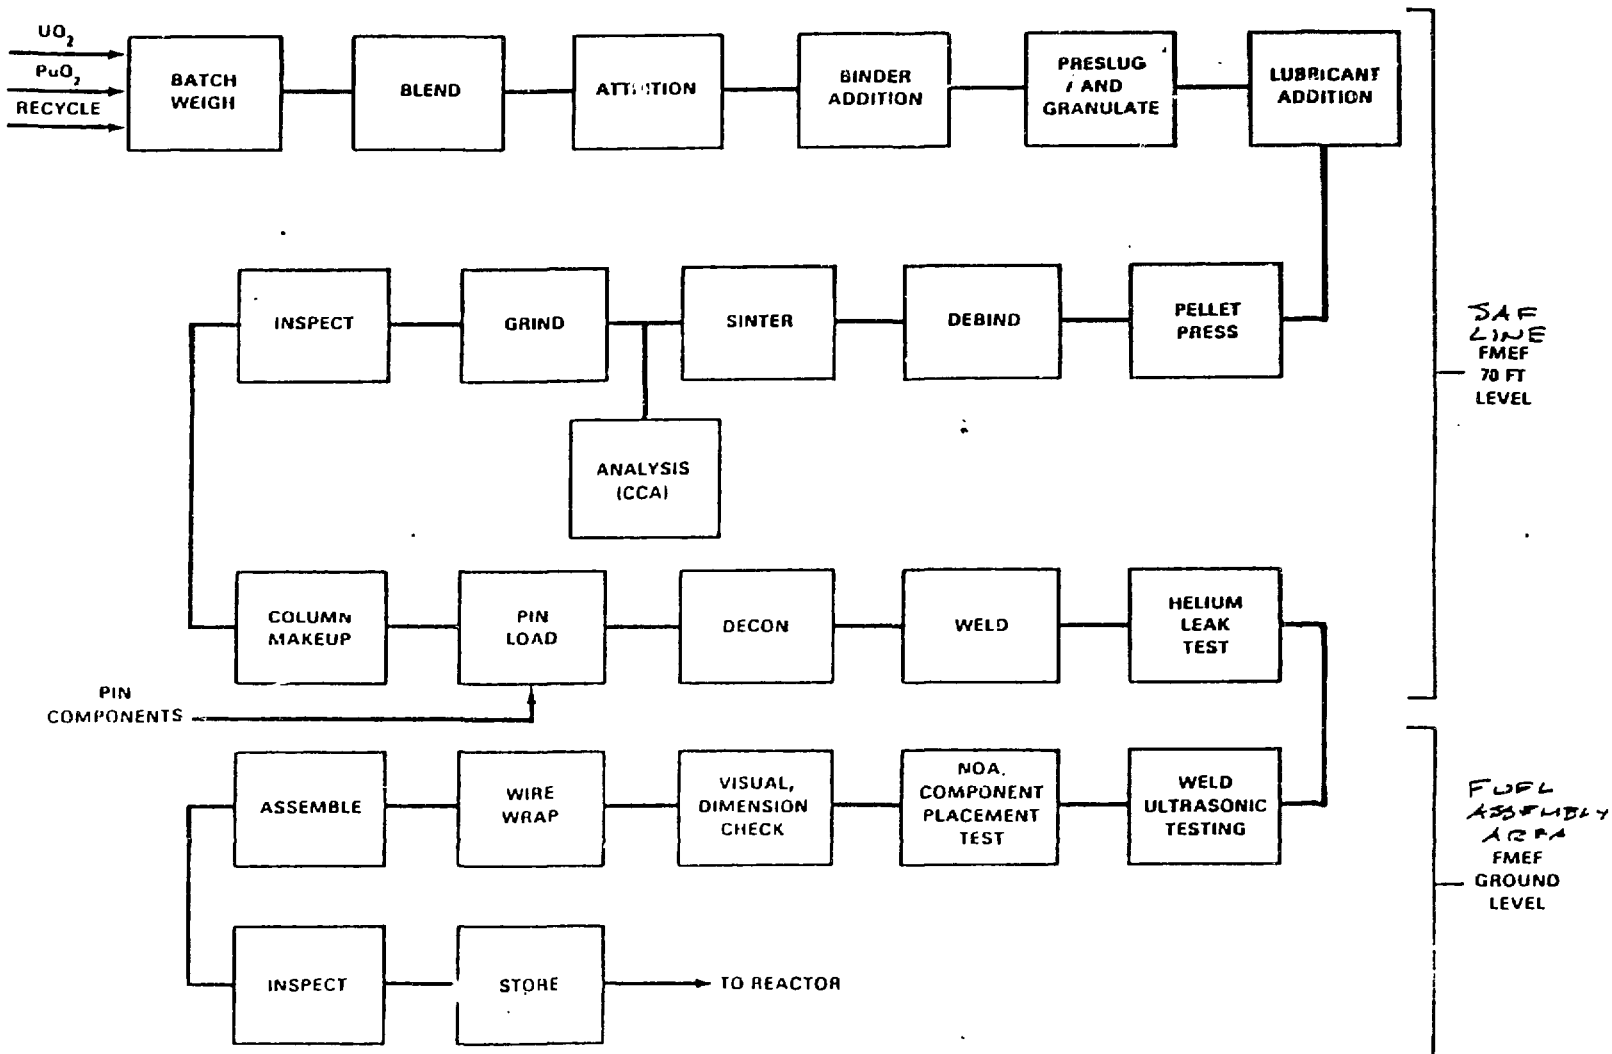 UO2
PuO2
RECYCLE
BATCH
WEIGH
BLEND
ATTRITION
BINDER
ADDITION
PRESLUG
AND
GRANULATE
LUBRICANT
ADDITION
INSPECT
GRIND
SINTER
DEBIND
PELLET
PRESS
SAF
LINE
FMEF
70 FT
LEVEL
ANALYSIS
(CCA)
COLUMN
MAKEUP
PIN
LOAD
DECON
WELD
HELIUM
LEAK
TEST
PIN
COMPONENTS
ASSEMBLE
WIRE
WRAP
VISUAL,
DIMENSION
CHECK
NOA,
COMPONENT
PLACEMENT
TEST
WELD
ULTRASONIC
TESTING
FUEL
ASSEMBLY
AREA
FMEF
GROUND
LEVEL
INSPECT
STORE
TO REACTOR